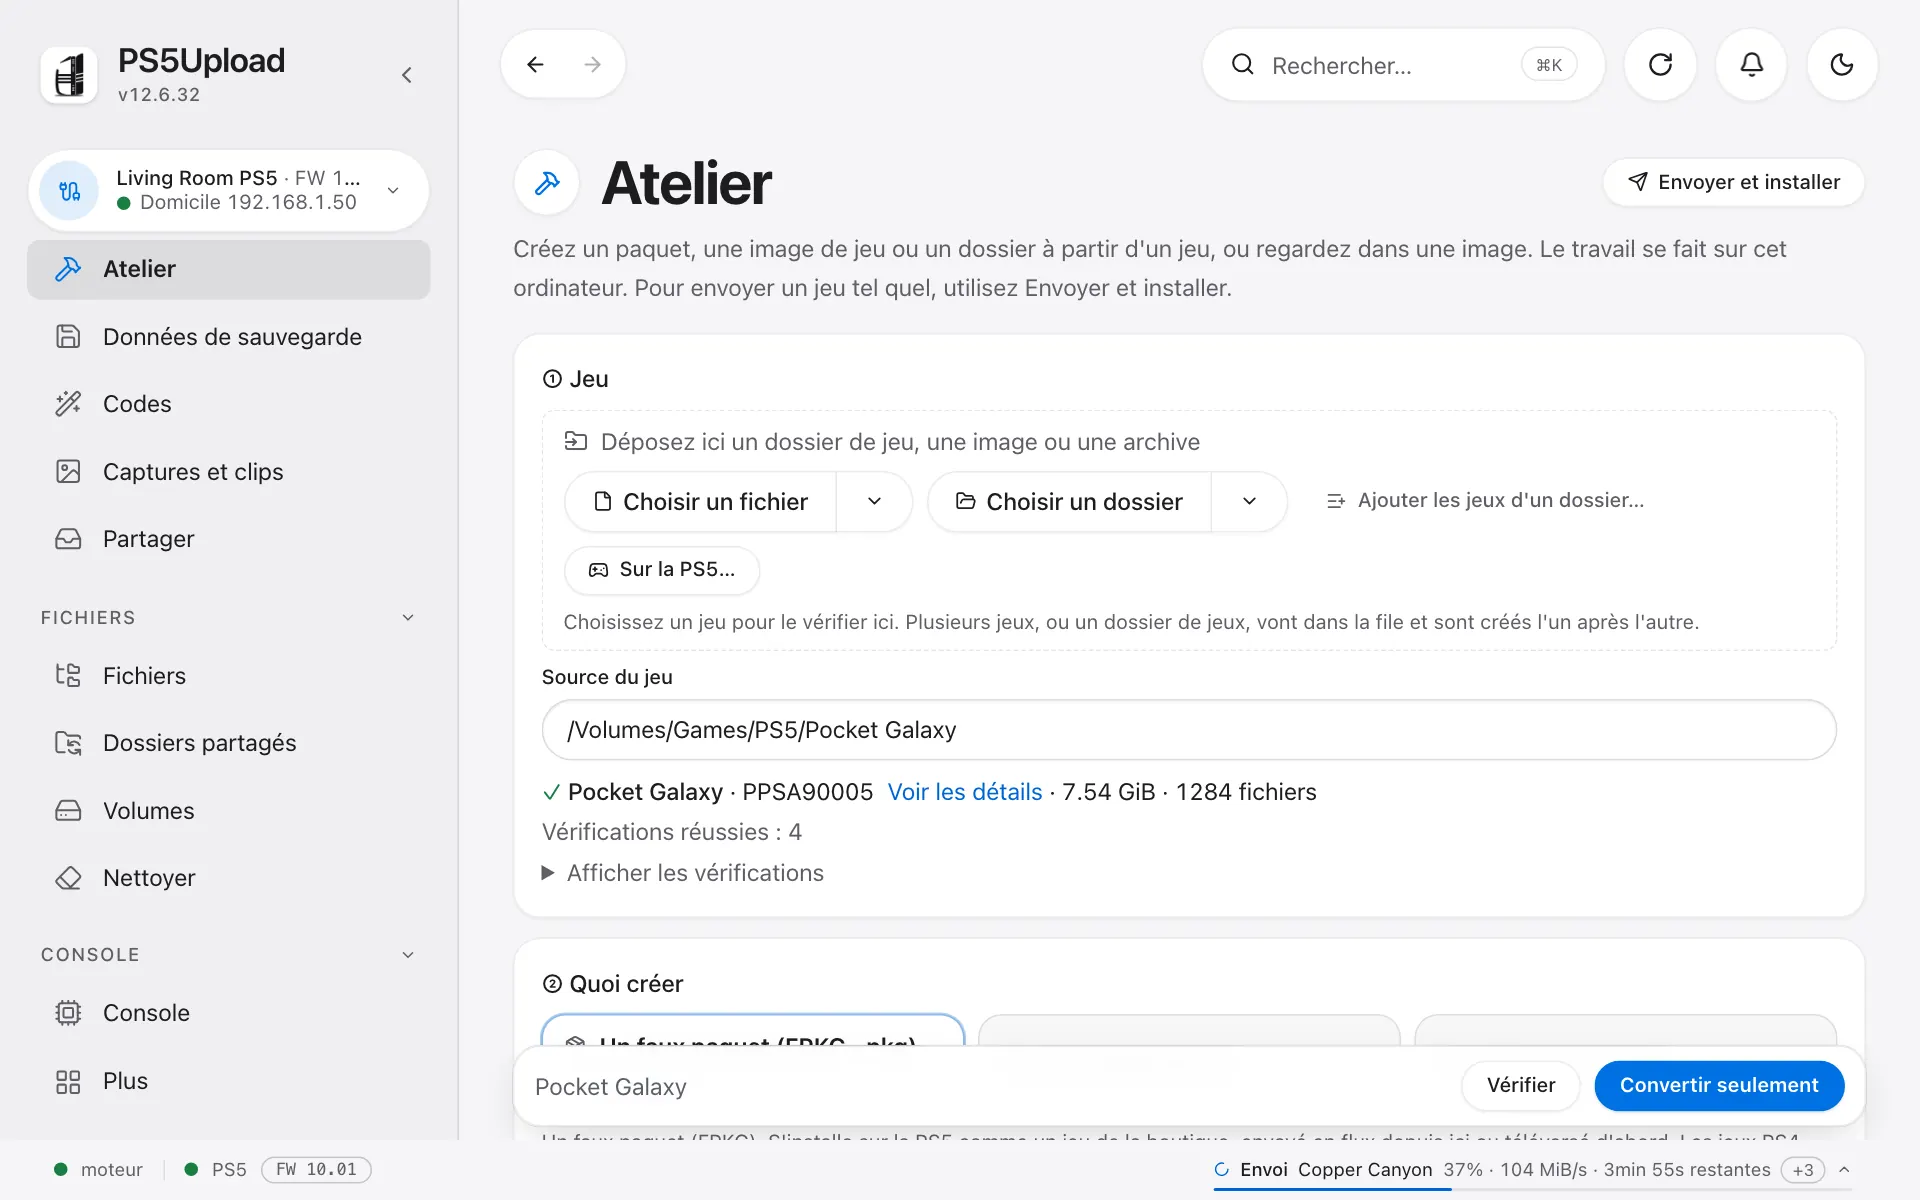 PS5Upload
v12.6.32
Living Room PS5 · FW 1...
Domicile 192.168.1.50
Atelier
Données de sauvegarde
Codes
Captures et clips
Partager
FICHIERS
Fichiers
Dossiers partagés
Volumes
Nettoyer
CONSOLE
Console
Plus
Rechercher...
⌘K
Atelier
Envoyer et installer
Créez un paquet, une image de jeu ou un dossier à partir d'un jeu, ou regardez dans une image. Le travail se fait sur cet
ordinateur. Pour envoyer un jeu tel quel, utilisez Envoyer et installer.
① Jeu
Déposez ici un dossier de jeu, une image ou une archive
Choisir un fichier
Choisir un dossier
Ajouter les jeux d'un dossier...
Sur la PS5...
Choisissez un jeu pour le vérifier ici. Plusieurs jeux, ou un dossier de jeux, vont dans la file et sont créés l'un après l'autre.
Source du jeu
/Volumes/Games/PS5/Pocket Galaxy
Pocket Galaxy · PPSA90005 Voir les détails · 7.54 GiB · 1284 fichiers
Vérifications réussies : 4
Afficher les vérifications
② Quoi créer
Un faux paquet (FPKG
Pocket Galaxy
Vérifier
Convertir seulement
moteur
PS5
FW 10.01
Envoi Copper Canyon 37% · 104 MiB/s · 3min 55s restantes
+3